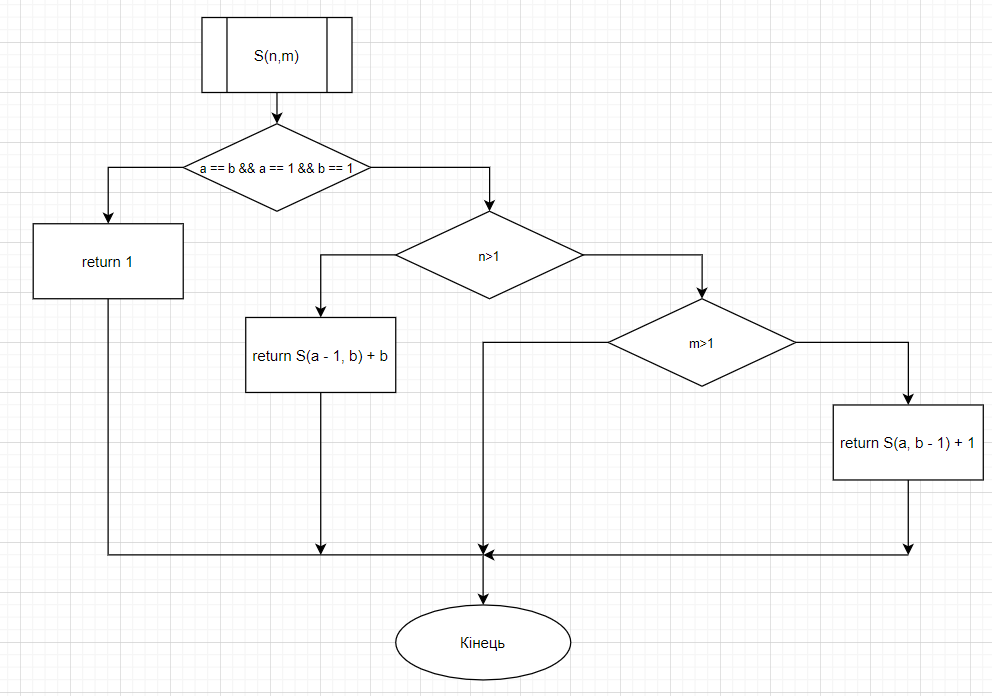 S(n,m)
a == b && a == 1 && b == 1
return 1
n>1
return S(a - 1, b) + b
m>1
return S(a, b - 1) + 1
Кінець